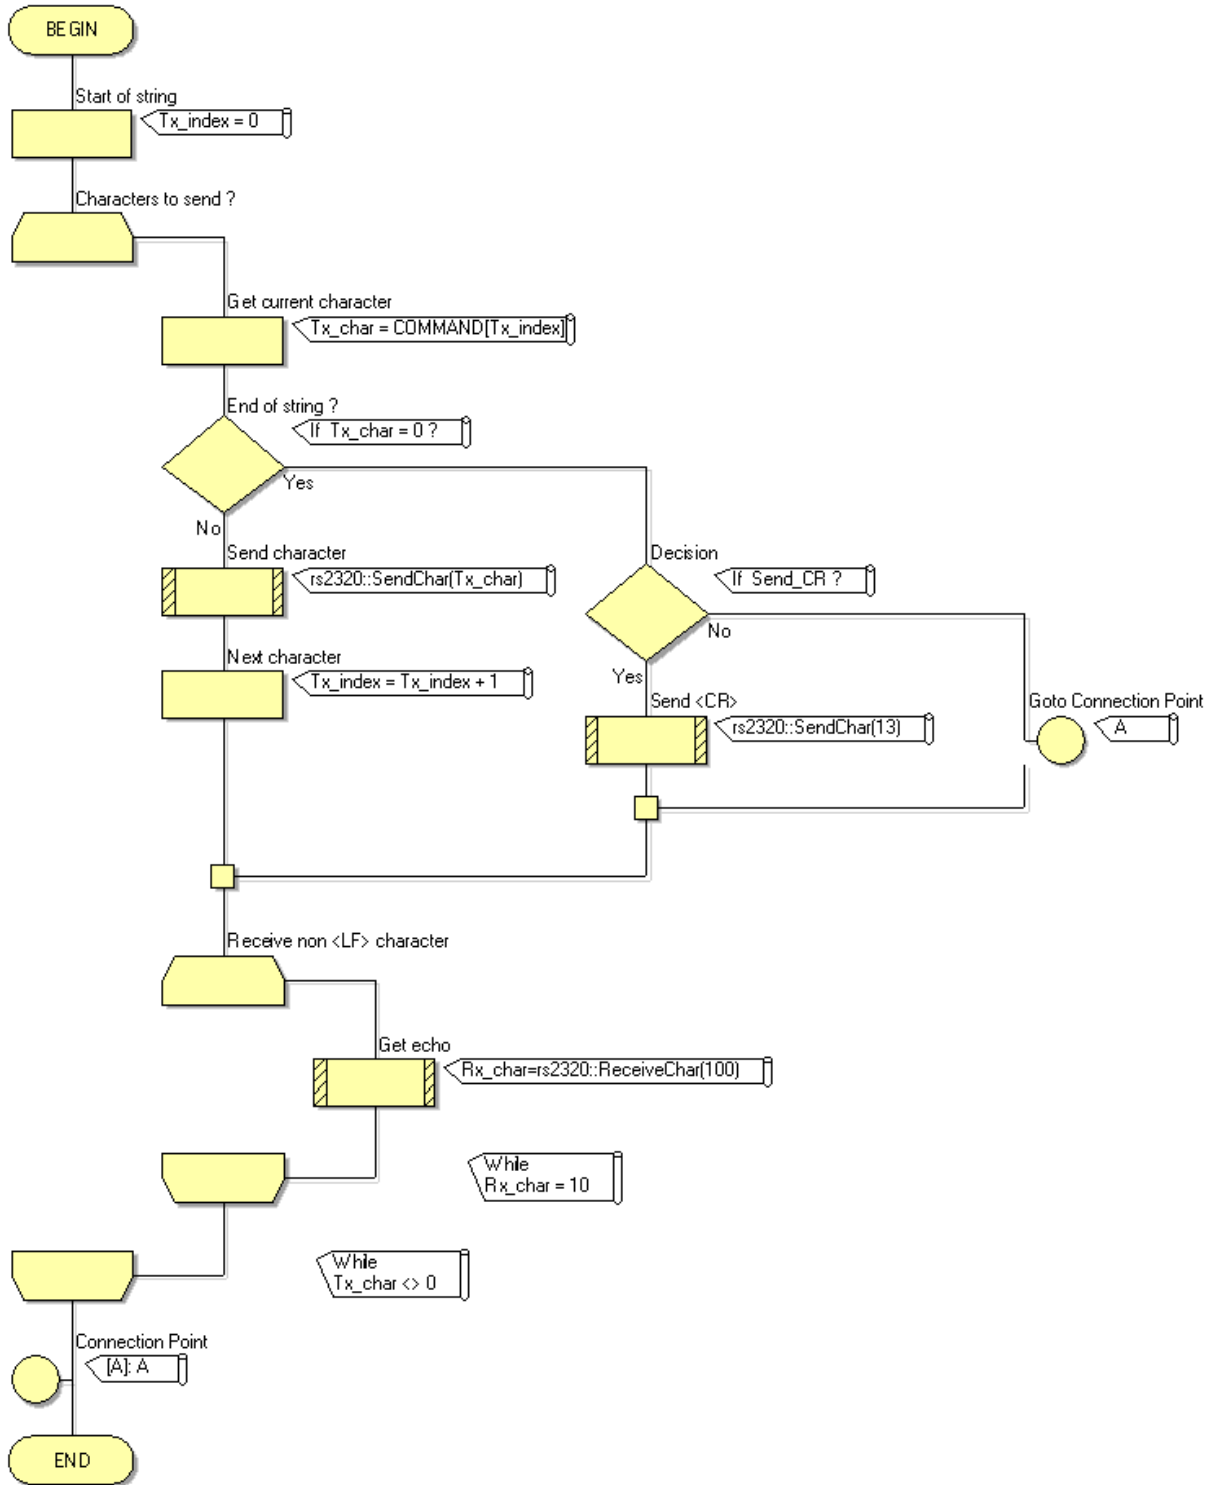 BEGIN
Start of string
Tx_index = 0
Characters to send ?
Get current character
Tx_char = COMMAND[Tx_index]
End of string ?
If  Tx_char = 0 ?
Yes
No
Send character
rs2320::SendChar(Tx_char)
Decision
If  Send_CR ?
No
Yes
Next character
Tx_index = Tx_index + 1
Send <CR>
rs2320::SendChar(13)
Goto Connection Point
A
Receive non <LF> character
Get echo
Rx_char=rs2320::ReceiveChar(100)
While
Rx_char = 10
While
Tx_char <> 0
Connection Point
[A]: A
END